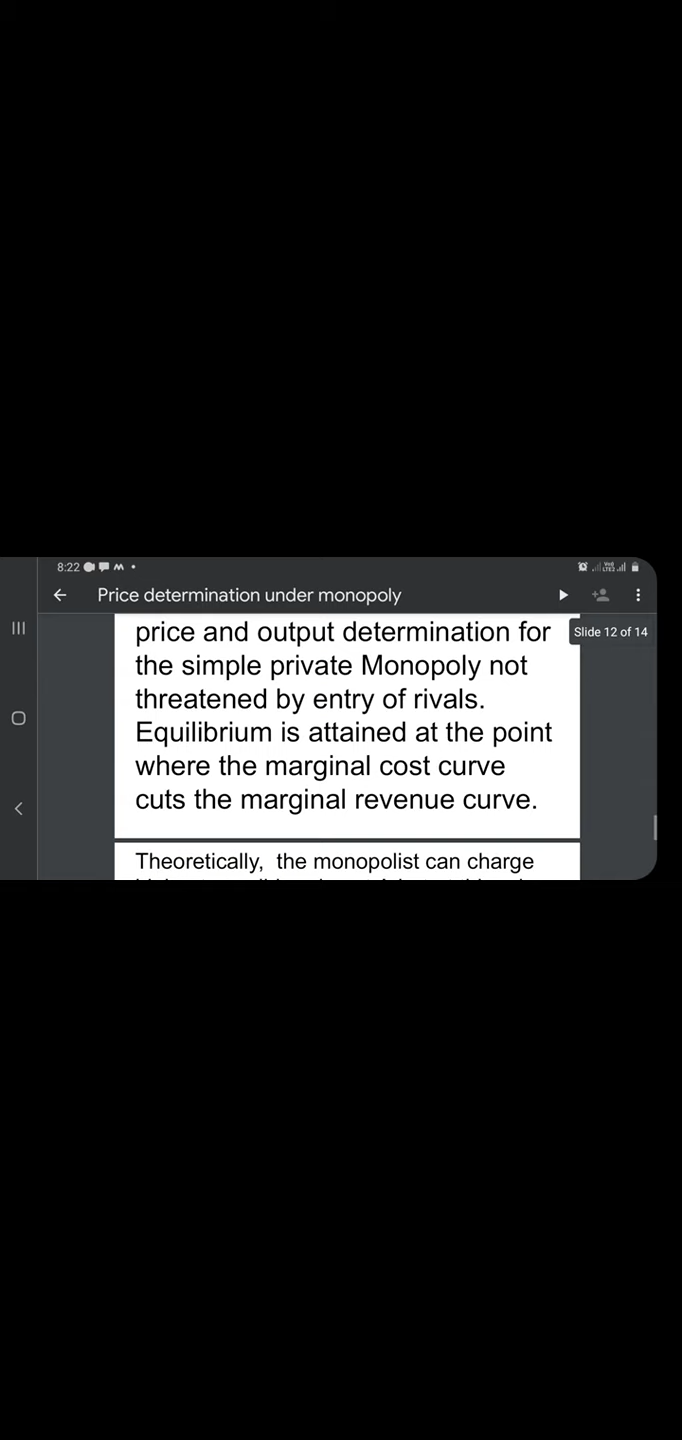 8:22
Price determination under monopoly
Slide 12 of 14
price and output determination for
the simple private Monopoly not
threatened by entry of rivals.
Equilibrium is attained at the point
where the marginal cost curve
cuts the marginal revenue curve.
Theoretically, the monopolist can charge